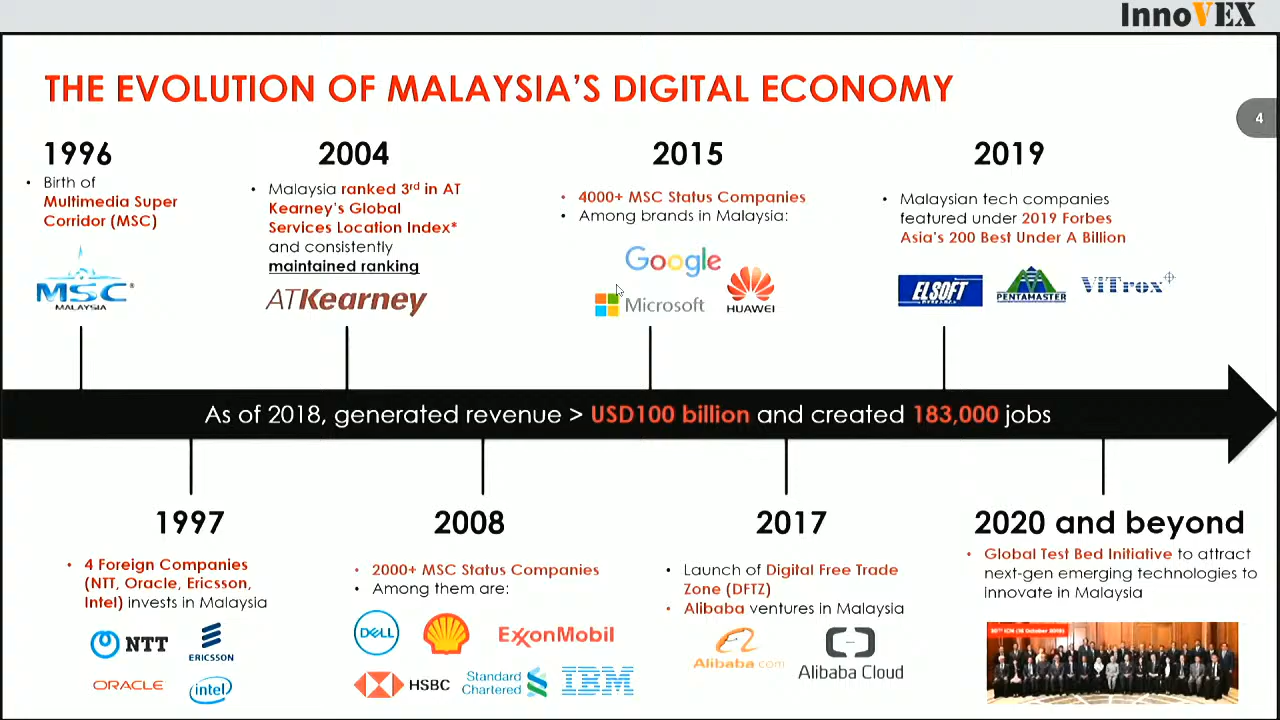 InnoVEX
THE EVOLUTION OF MALAYSIA'S DIGITAL ECONOMY
4
1996
• Birth of
Multimedia Super
Corridor (MSC)
MSC
MALAYSIA
2004
• Malaysia ranked 3rd in AT
Kearney's Global
Services Location Index*
and consistently
maintained ranking
ATKearney
2015
• 4000+ MSC Status Companies
• Among brands in Malaysia:
Google
Microsoft
HUAWEI
2019
• Malaysian tech companies
featured under 2019 Forbes
Asia's 200 Best Under A Billion
ELSOFT
RESEARCH
PENTAMASTER
ViTrox
As of 2018, generated revenue > USD100 billion and created 183,000 jobs
1997
• 4 Foreign Companies
(NTT, Oracle, Ericsson,
Intel) invests in Malaysia
NTT
ERICSSON
ORACLE
intel
2008
• 2000+ MSC Status Companies
• Among them are:
DELL
ExxonMobil
HSBC
Standard
Chartered
IBM
2017
• Launch of Digital Free Trade
Zone (DFTZ)
• Alibaba ventures in Malaysia
Alibaba.com
Alibaba Cloud
2020 and beyond
• Global Test Bed Initiative to attract
next-gen emerging technologies to
innovate in Malaysia